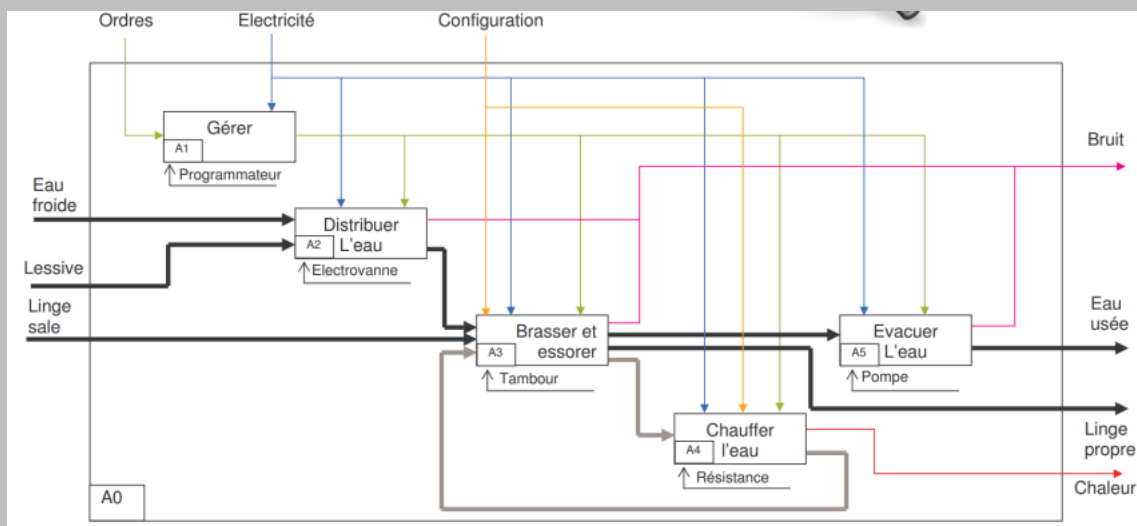 Ordres
Electricité
Configuration
Gérer
A1
Programmateur
Bruit
Eau
froide
Distribuer
L'eau
A2
Electrovanne
Lessive
Linge
sale
Brasser et
essorer
A3
Tambour
Evacuer
L'eau
A5
Pompe
Eau
usée
Chauffer
l'eau
A4
Résistance
Linge
propre
Chaleur
A0